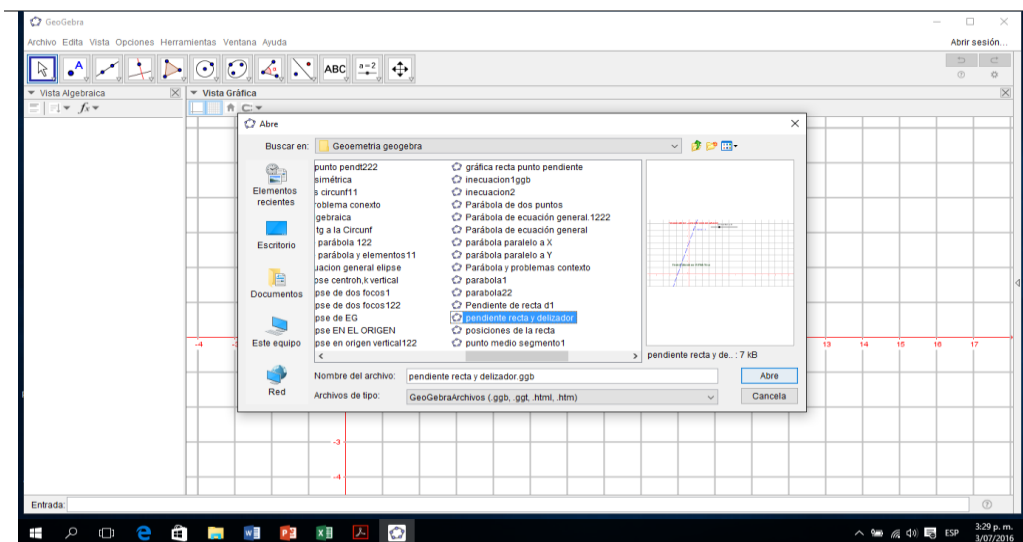 GeoGebra
Archivo Edita Vista Opciones Herramientas Ventana Ayuda
Abrir sesión...
ABC
a=2
Vista Algebraica
Vista Gráfica
Abre
Buscar en:
Geoemetria geogebra
Elementos recientes
Escritorio
Documentos
Este equipo
Red
punto pendt222
simétrica
s circunf11
roblema conexto
gebraica
tg a la Circunf
parábola 122
parábola y elementos11
uacion general elipse
pse centroh,k vertical
pse de dos focos1
pse de dos focos122
pse de EG
pse EN EL ORIGEN
pse en origen vertical122
gráfica recta punto pendiente
inecuacion1ggb
inecuacion2
Parábola de dos puntos
Parábola de ecuación general.1222
Parábola de ecuación general
parábola paralelo a X
parábola paralelo a Y
Parábola y problemas contexto
parabola1
parabola22
Pendiente de recta d1
pendiente recta y delizador
posiciones de la recta
punto medio segmento1
pendiente recta y de.. : 7 kB
Nombre del archivo:
pendiente recta y delizador.ggb
Abre
Archivos de tipo:
GeoGebraArchivos (.ggb, .ggt, .html, .htm)
Cancela
-4
13 14 15 16 17
-3
-4
Entrada:
ESP
3:29 p. m.
3/07/2016